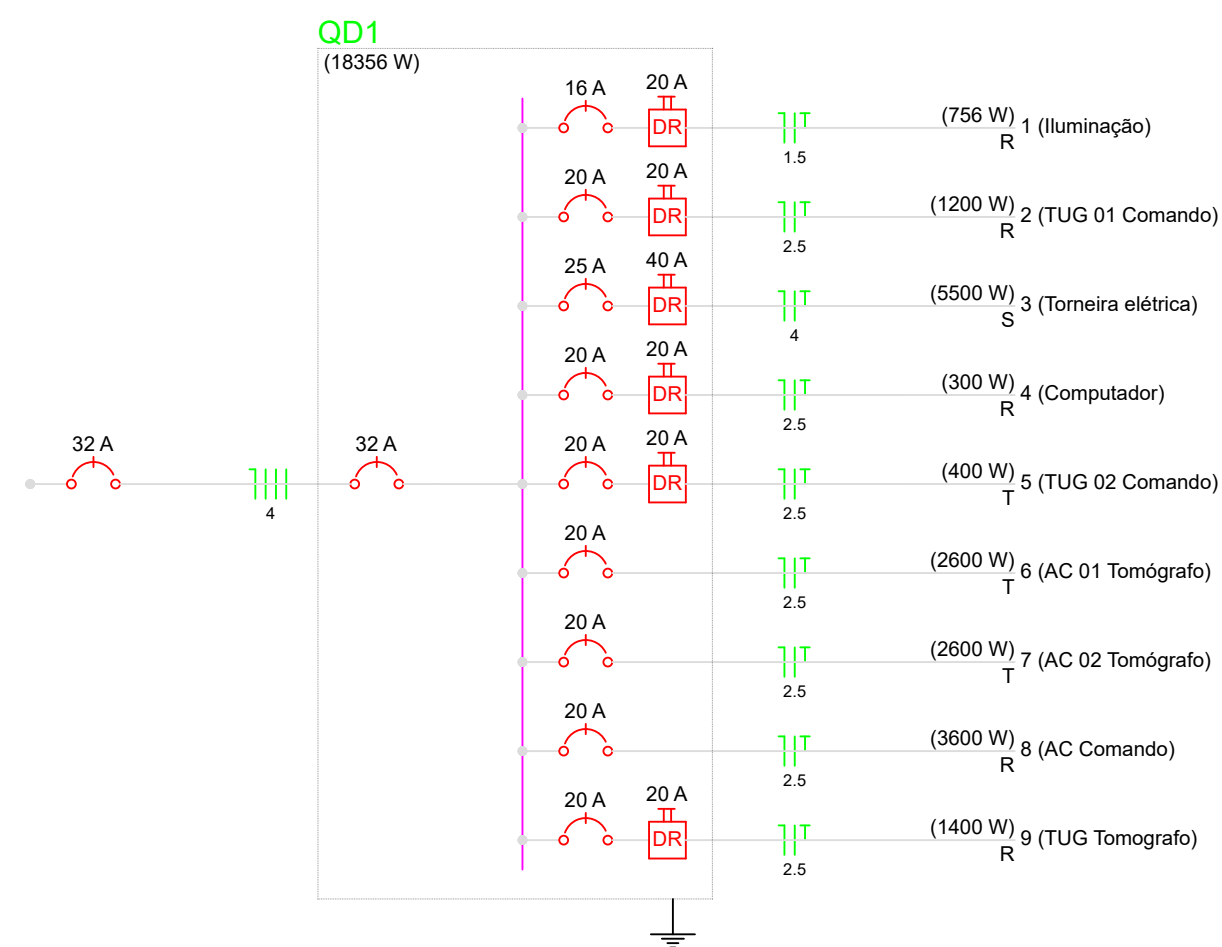 QD1
(18356 W)
16 A
20 A
DR
1.5
(756 W)
R
1 (Iluminação)
20 A
20 A
DR
2.5
(1200 W)
R
2 (TUG 01 Comando)
25 A
40 A
DR
4
(5500 W)
S
3 (Torneira elétrica)
20 A
20 A
DR
2.5
(300 W)
R
4 (Computador)
32 A
4
32 A
20 A
20 A
DR
2.5
(400 W)
T
5 (TUG 02 Comando)
20 A
2.5
(2600 W)
T
6 (AC 01 Tomógrafo)
20 A
2.5
(2600 W)
T
7 (AC 02 Tomógrafo)
20 A
2.5
(3600 W)
R
8 (AC Comando)
20 A
20 A
DR
2.5
(1400 W)
R
9 (TUG Tomografo)